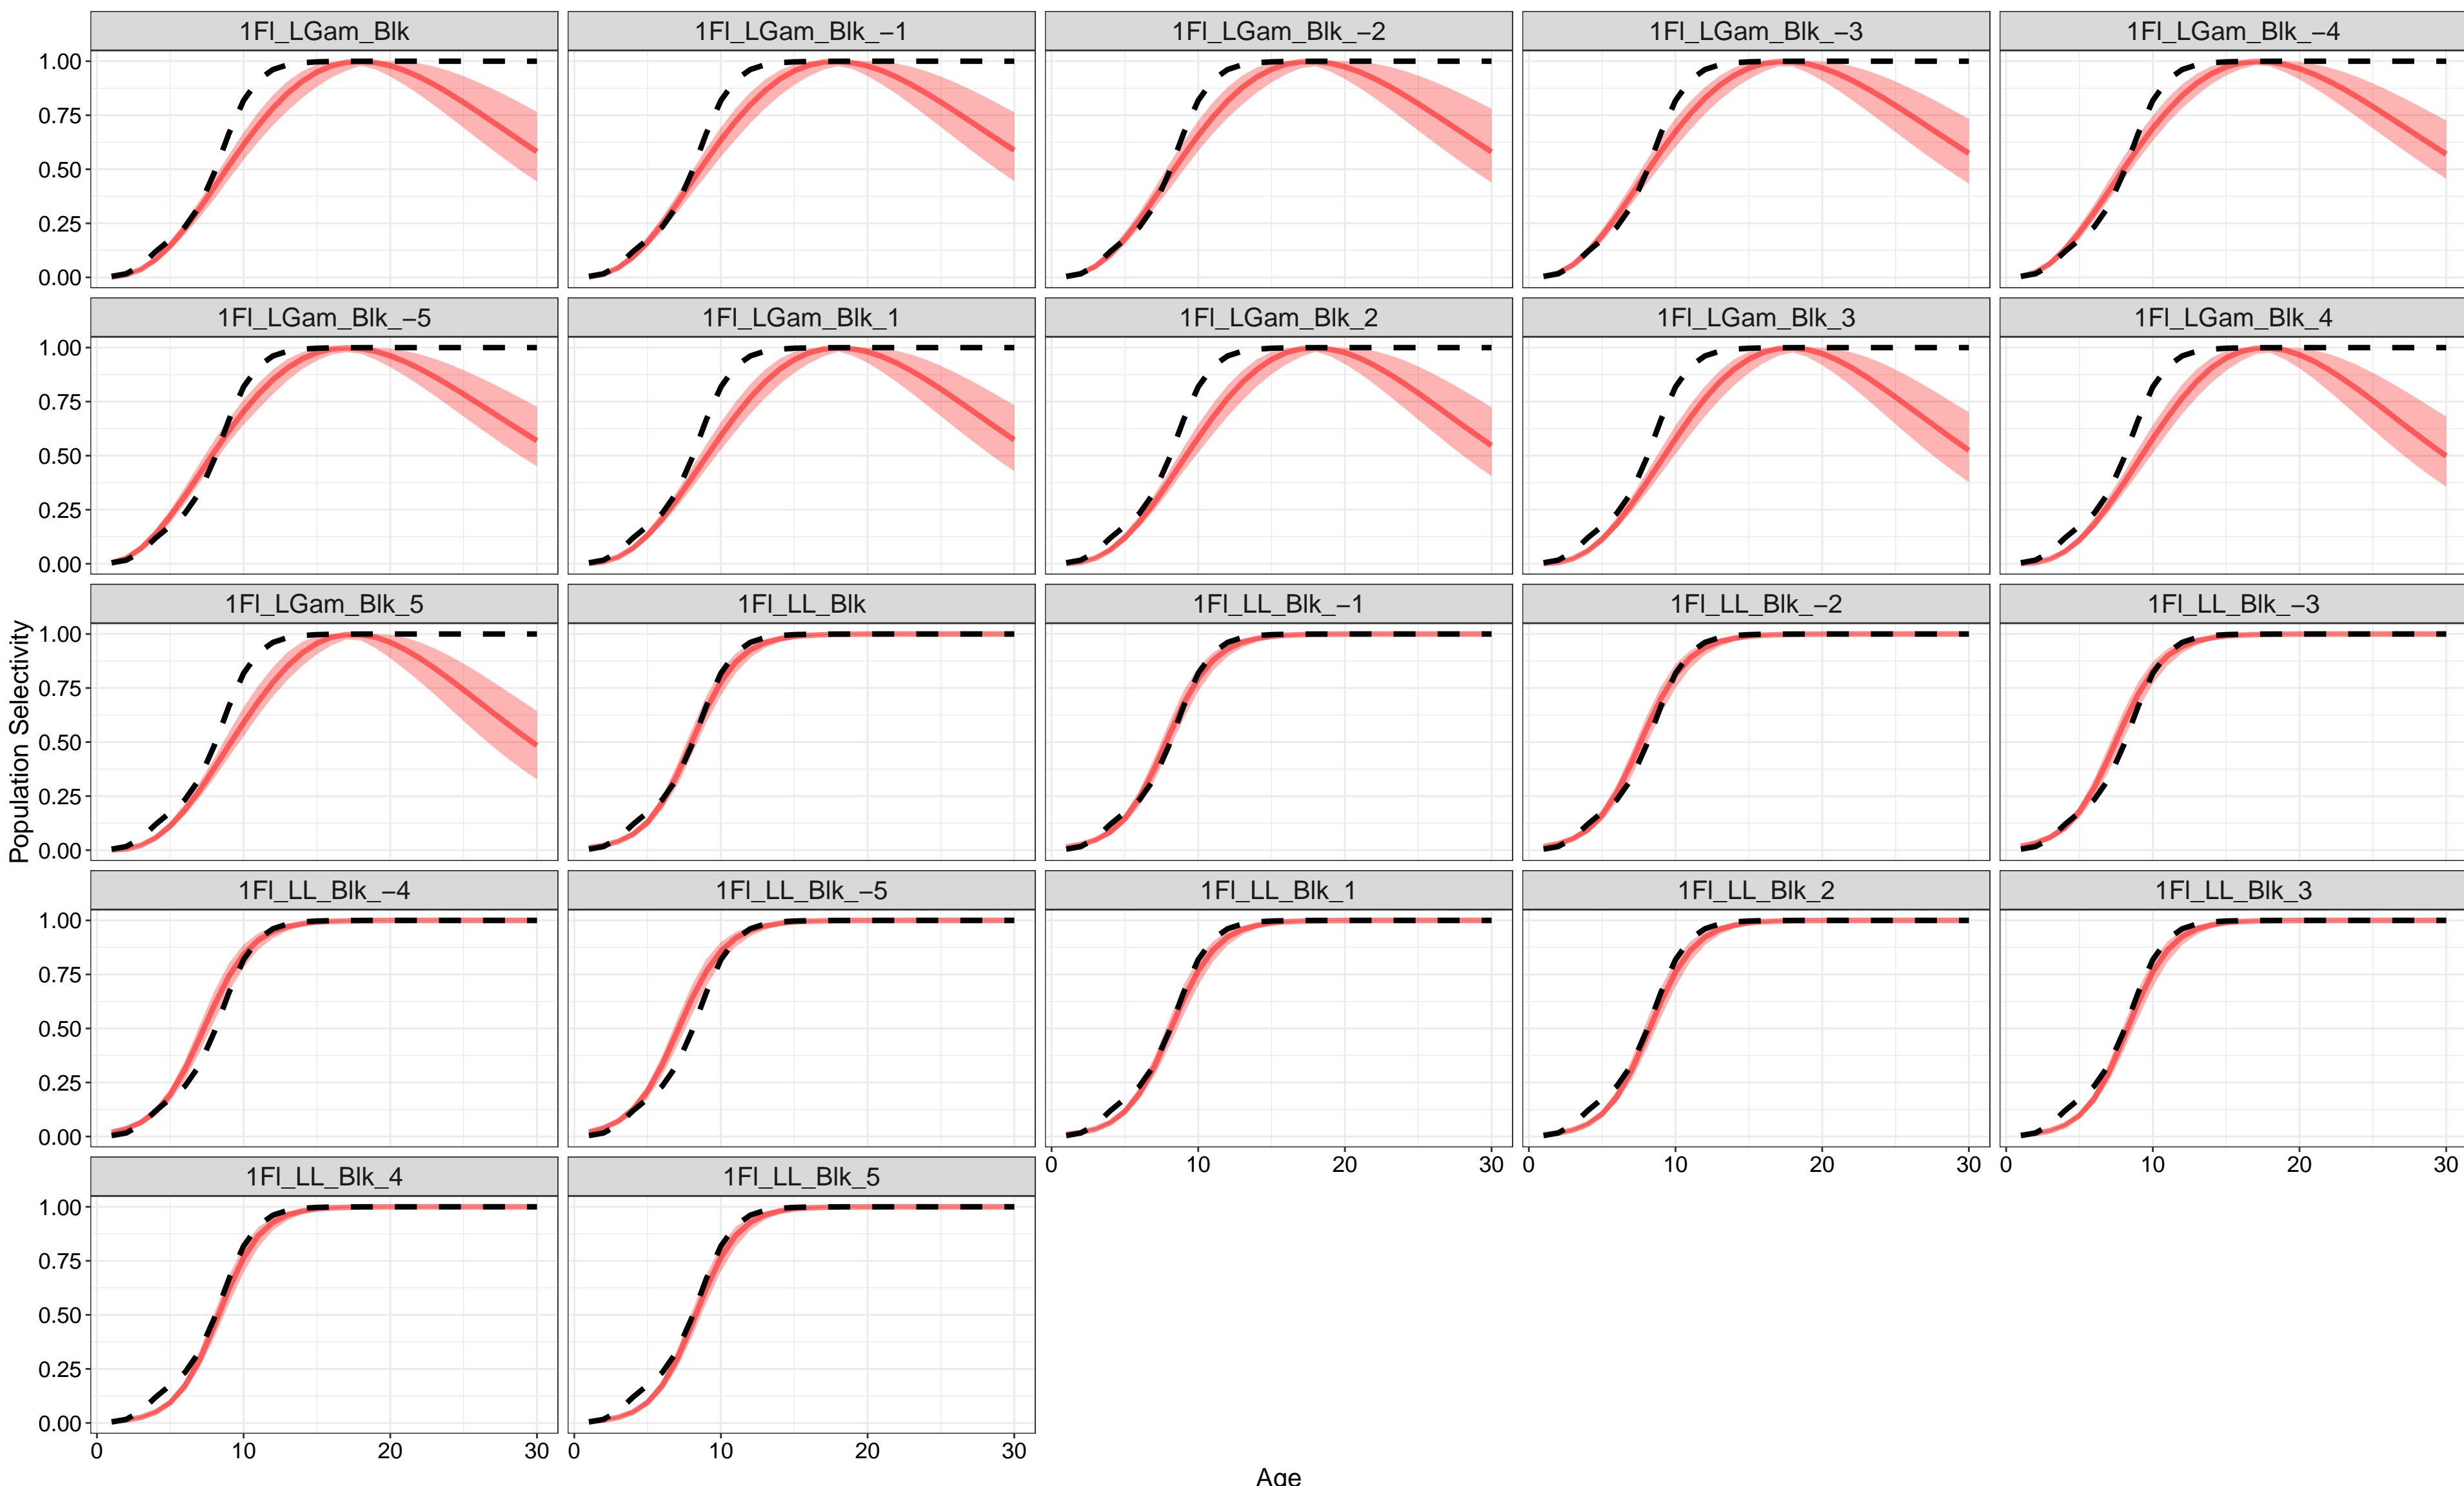 1Fl_LGam_Blk 1Fl_LGam_Blk_−1 1Fl_LGam_Blk_−2 1Fl_LGam_Blk_−3 1Fl_LGam_Blk_−4
1.00
0.75
0.50
0.25
0.00
1Fl_LGam_Blk_−5 1Fl_LGam_Blk_1 1Fl_LGam_Blk_2 1Fl_LGam_Blk_3 1Fl_LGam_Blk_4
1.00
0.75
0.50
0.25
0.00
1Fl_LGam_Blk_5 1Fl_LL_Blk 1Fl_LL_Blk_−1 1Fl_LL_Blk_−2 1Fl_LL_Blk_−3
1.00
0.75
0.50
0.25
0.00
Population Selectivity
1Fl_LL_Blk_−4 1Fl_LL_Blk_−5 1Fl_LL_Blk_1 1Fl_LL_Blk_2 1Fl_LL_Blk_3
1.00
0.75
0.50
0.25
0.00
0 10 20 30 0 10 20 30 0 10 20 30
1Fl_LL_Blk_4 1Fl_LL_Blk_5
1.00
0.75
0.50
0.25
0.00
0 10 20 30 0 10 20 30
Age